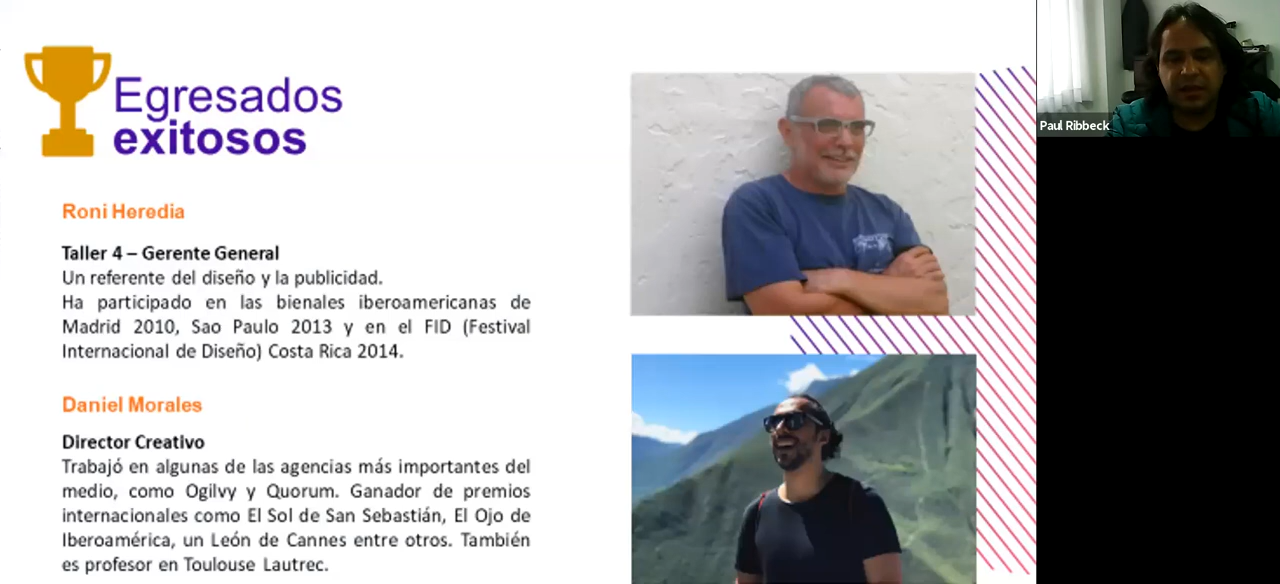 Egresados
exitosos
Roni Heredia
Taller 4 – Gerente General
Un referente del diseño y la publicidad.
Ha participado en las bienales iberoamericanas de
Madrid 2010, Sao Paulo 2013 y en el FID (Festival
Internacional de Diseño) Costa Rica 2014.
Daniel Morales
Director Creativo
Trabajó en algunas de las agencias más importantes del
medio, como Ogilvy y Quorum. Ganador de premios
internacionales como El Sol de San Sebastián, El Ojo de
Iberoamérica, un León de Cannes entre otros. También
es profesor en Toulouse Lautrec.
Paul Ribbeck